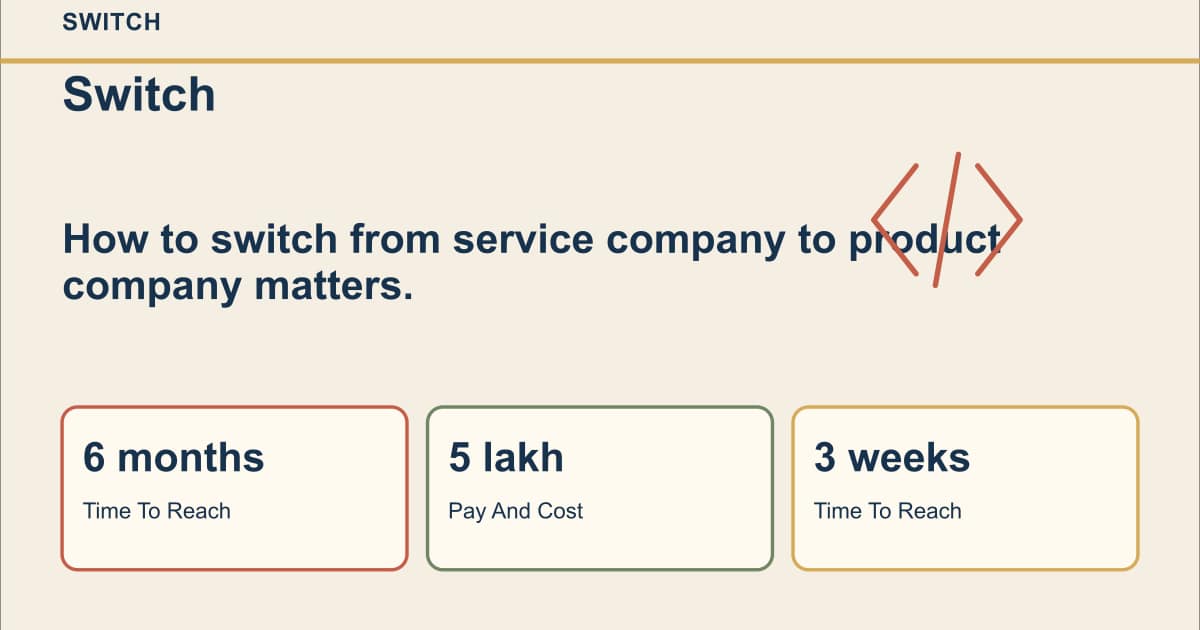 SWITCH
Switch
How to switch from service company to product
company matters.
6 months
Time To Reach
5 lakh
Pay And Cost
3 weeks
Time To Reach